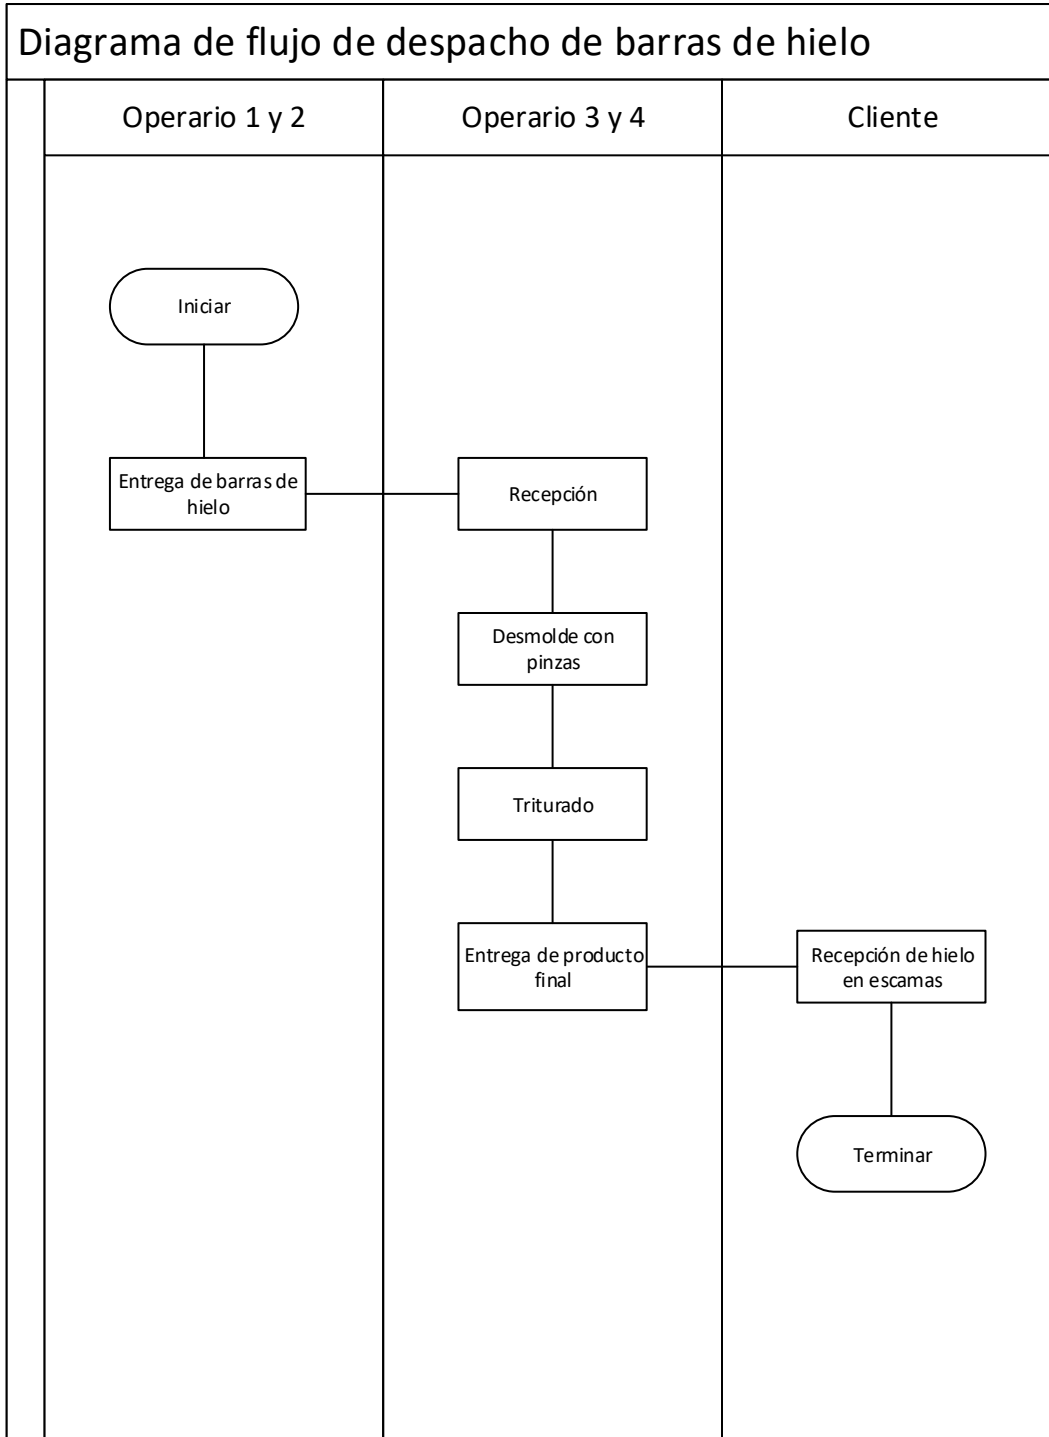 Diagrama de flujo de despacho de barras de hielo
Operario 1 y 2
Operario 3 y 4
Cliente
Iniciar
Entrega de barras de
hielo
Recepción
Desmolde con
pinzas
Triturado
Entrega de producto
final
Recepción de hielo
en escamas
Terminar